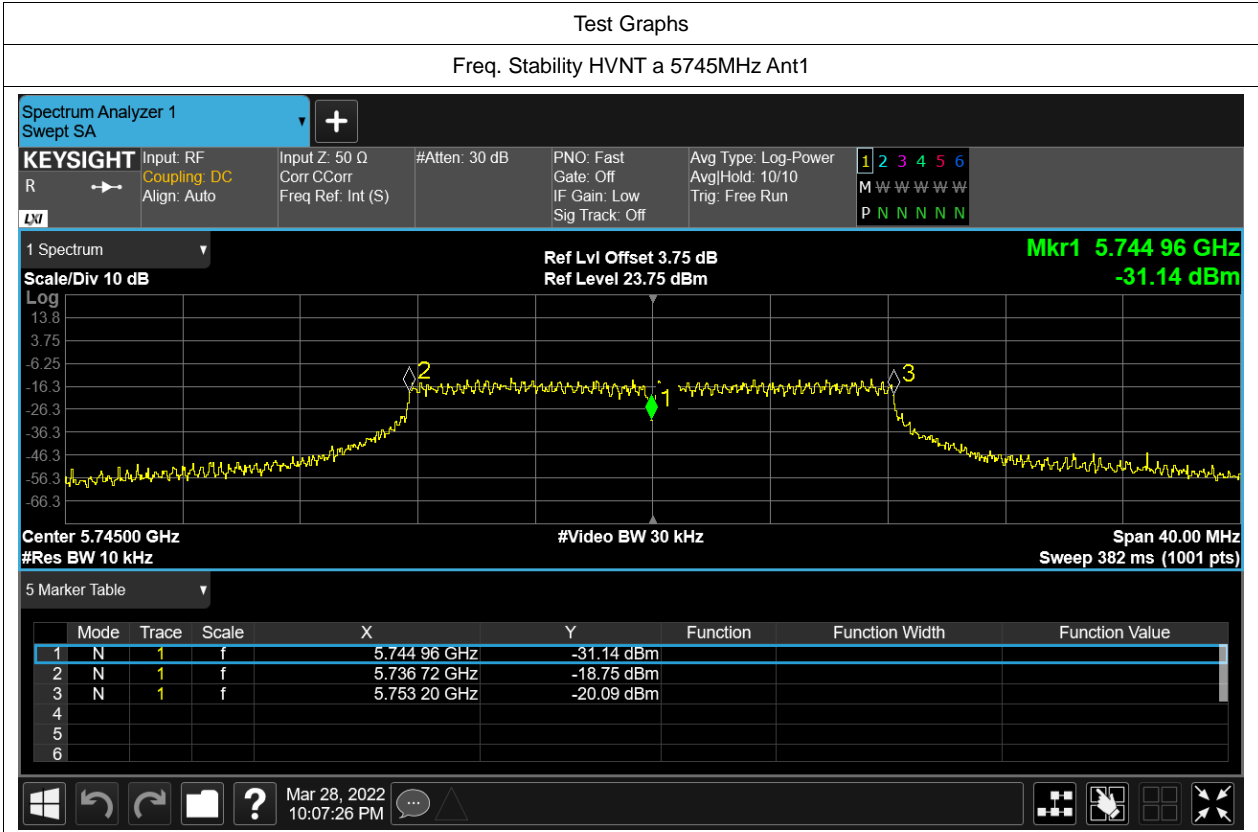 Test Graphs
Freq. Stability HVNT a 5745MHz Ant1
Spectrum Analyzer 1
Swept SA
KEYSIGHT
R
LXI
Input: RF
Coupling: DC
Align: Auto
Input Z: 50 Ω
Corr CCorr
Freq Ref: Int (S)
#Atten: 30 dB
PNO: Fast
Gate: Off
IF Gain: Low
Sig Track: Off
Avg Type: Log-Power
Avg|Hold: 10/10
Trig: Free Run
1 2 3 4 5 6
M W W W W W
P N N N N N
1 Spectrum
Scale/Div 10 dB
Ref Lvl Offset 3.75 dB
Ref Level 23.75 dBm
Mkr1 5.744 96 GHz
-31.14 dBm
Log
13.8
3.75
-6.25
-16.3
-26.3
-36.3
-46.3
-56.3
-66.3
2
1
3
Center 5.74500 GHz
#Res BW 10 kHz
#Video BW 30 kHz
Span 40.00 MHz
Sweep 382 ms (1001 pts)
5 Marker Table
Mode Trace Scale X Y Function Function Width Function Value
1 N 1 f 5.744 96 GHz -31.14 dBm
2 N 1 f 5.736 72 GHz -18.75 dBm
3 N 1 f 5.753 20 GHz -20.09 dBm
4
5
6
?
Mar 28, 2022
10:07:26 PM